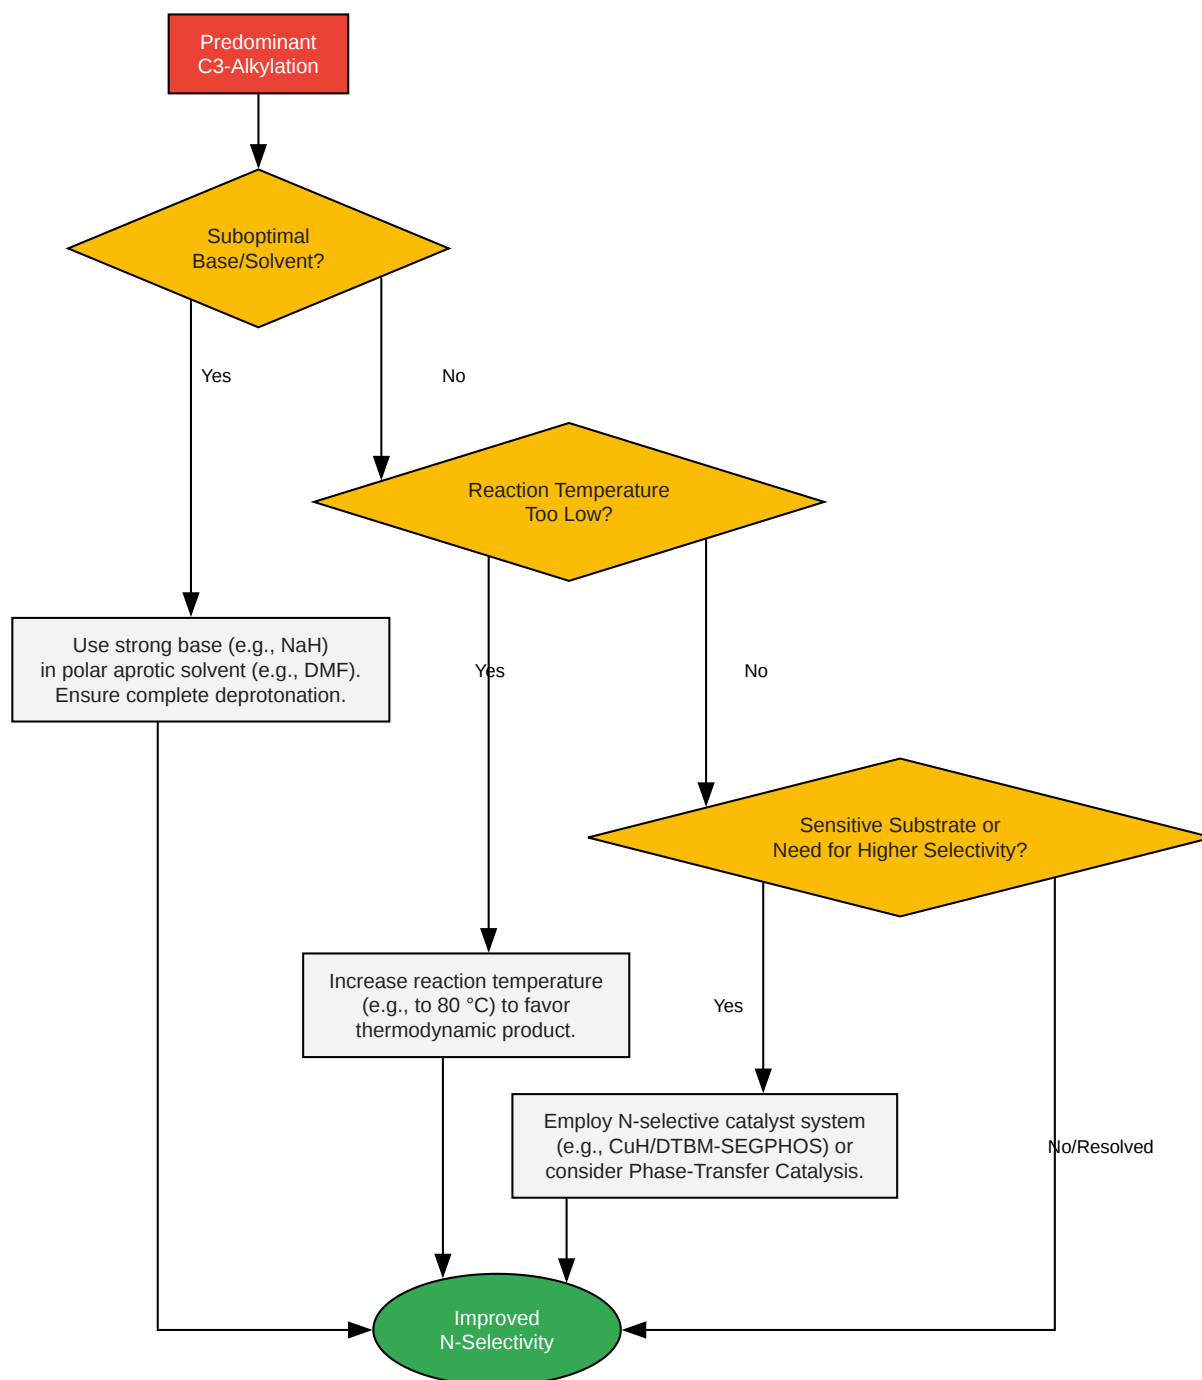 Predominant
C3-Alkylation
Suboptimal
Base/Solvent?
Yes
No
Reaction Temperature
Too Low?
Use strong base (e.g., NaH)
in polar aprotic solvent (e.g., DMF).
Ensure complete deprotonation.
Yes
No
Sensitive Substrate or
Need for Higher Selectivity?
Increase reaction temperature
(e.g., to 80 °C) to favor
thermodynamic product.
Yes
Employ N-selective catalyst system
(e.g., CuH/DTBM-SEGPHOS) or
consider Phase-Transfer Catalysis.
No/Resolved
Improved
N-Selectivity